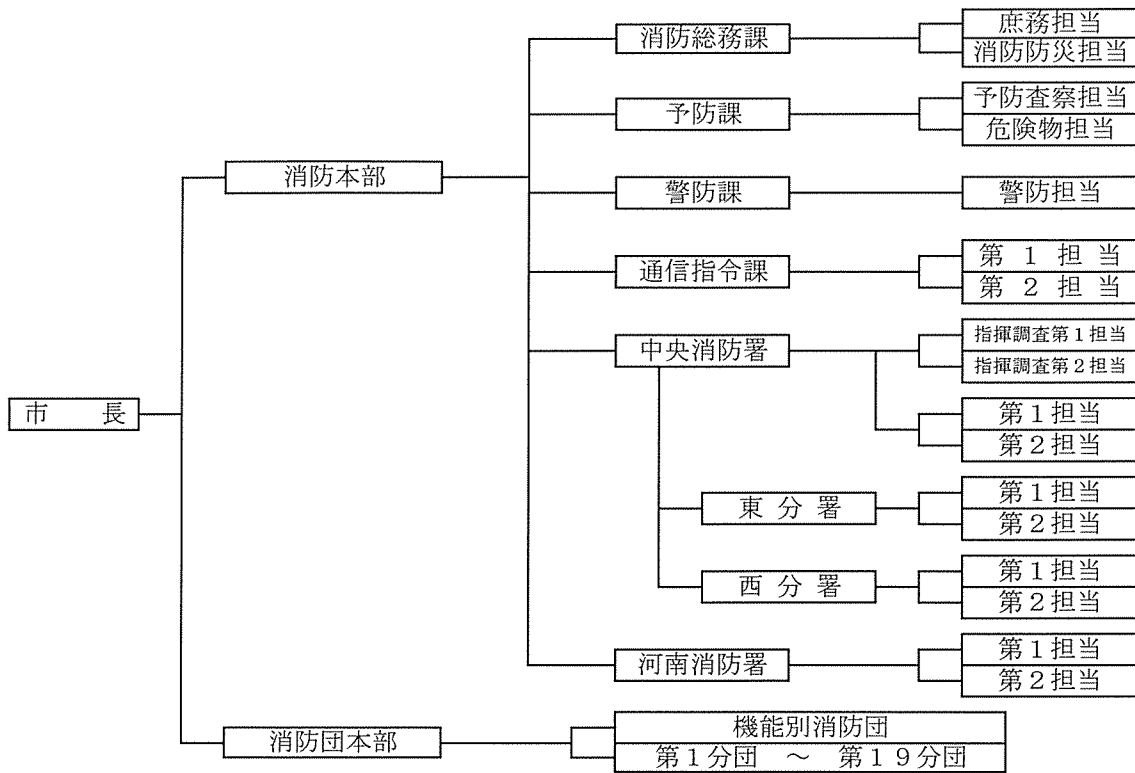 庶務担当
消防総務課
消防防災担当
予防査察担当
予防課
危険物担当
消防本部
警防課
警防担当
通信指令課
第1担当
第2担当
中央消防署
指揮調査第1担当
指揮調査第2担当
市長
第1担当
第2担当
東分署
第1担当
第2担当
西分署
第1担当
第2担当
河南消防署
第1担当
第2担当
消防団本部
機能別消防団
第1分団 ～ 第19分団